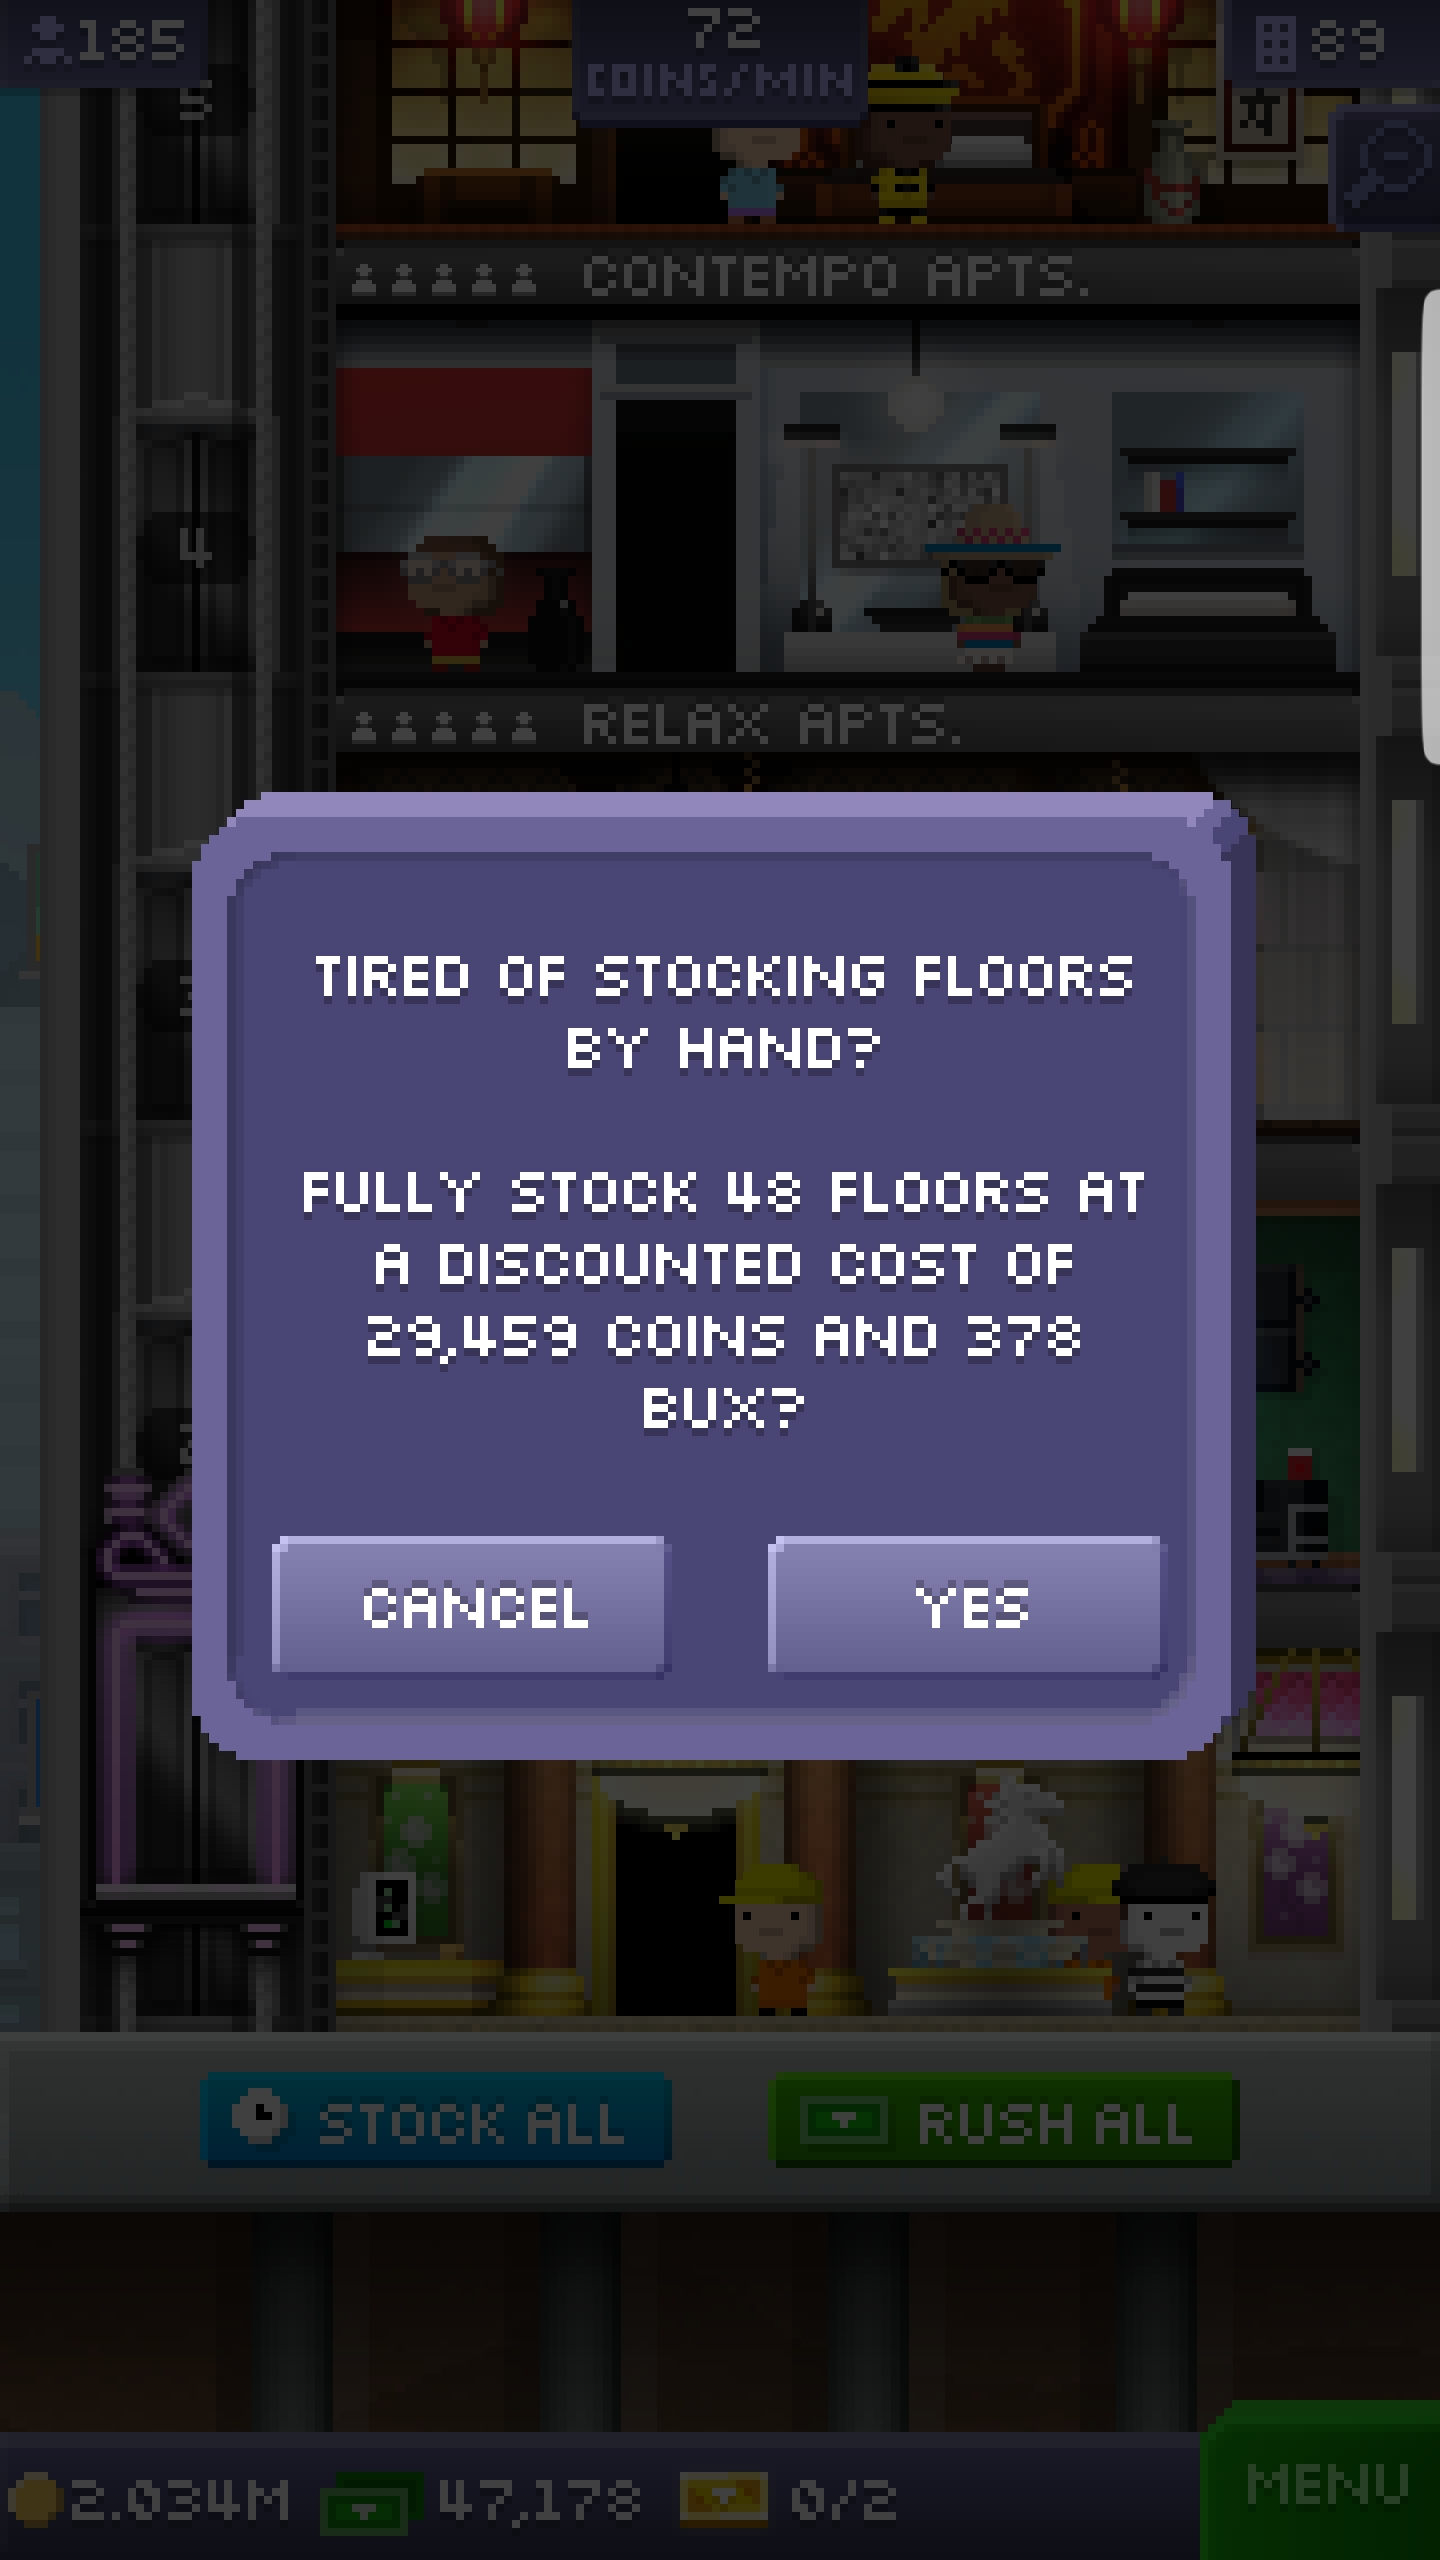 185
72
COINS/MIN
89
5
CONTEMPO APTS.
4
RELAX APTS.
TIRED OF STOCKING FLOORS
BY HAND?
FULLY STOCK 48 FLOORS AT
A DISCOUNTED COST OF
29,459 COINS AND 378
BUX?
CANCEL
YES
STOCK ALL
RUSH ALL
2.034M
47,178
0/2
MENU